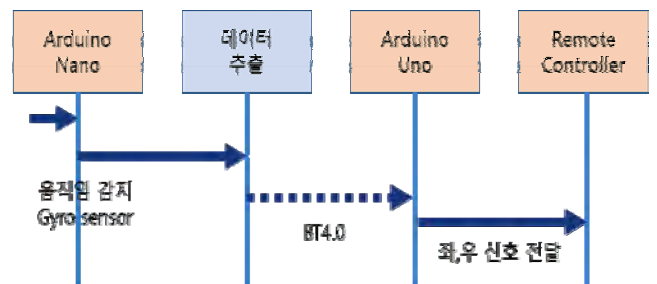 Arduino
Nano
데이터
추출
Arduino
Uno
Remote
Controller
움직임 감지
Gyro sensor
BT4.0
좌,우 신호 전달